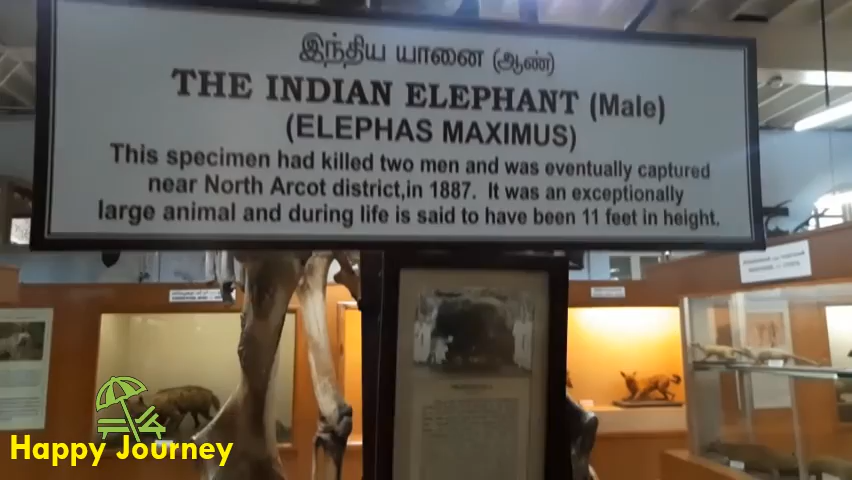 இந்திய யானை (ஆண்)
THE INDIAN ELEPHANT (Male)
(ELEPHAS MAXIMUS)
This specimen had killed two men and was eventually captured
near North Arcot district,in 1887. It was an exceptionally
large animal and during life is said to have been 11 feet in height.
Happy Journey